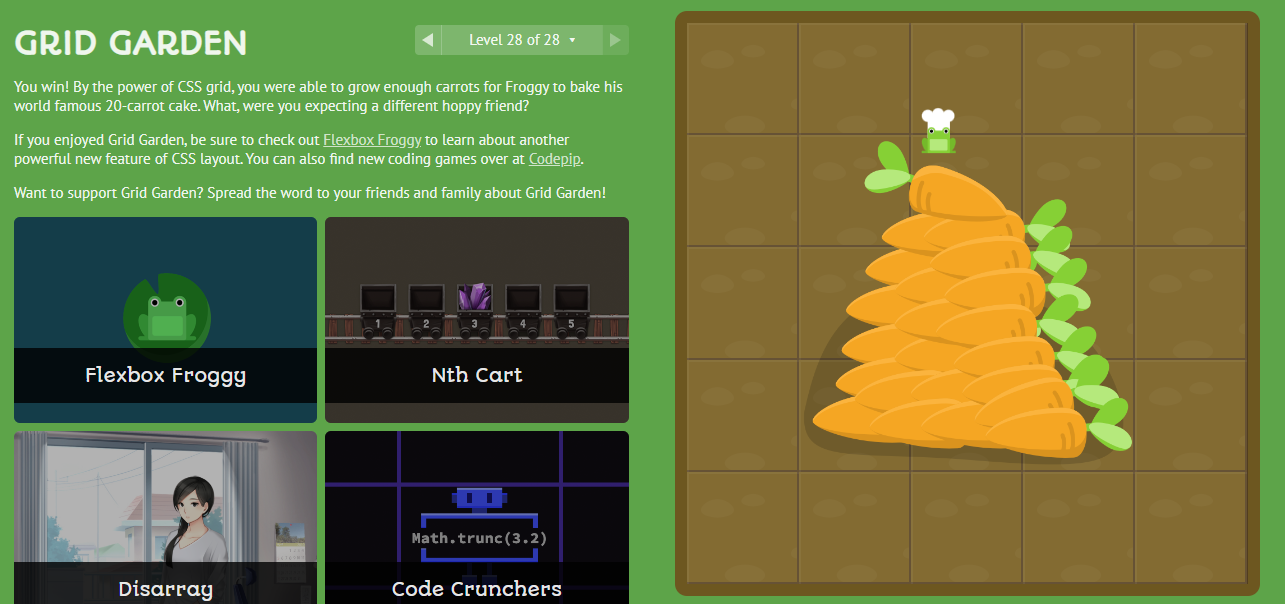 GRID GARDEN
Level 28 of 28
You win! By the power of CSS grid, you were able to grow enough carrots for Froggy to bake his
world famous 20-carrot cake. What, were you expecting a different hoppy friend?
If you enjoyed Grid Garden, be sure to check out Flexbox Froggy to learn about another
powerful new feature of CSS layout. You can also find new coding games over at Codepip.
Want to support Grid Garden? Spread the word to your friends and family about Grid Garden!
Flexbox Froggy
1 2 3 4 5
Nth Cart
Disarray
Math.trunc(3.2)
Code Crunchers